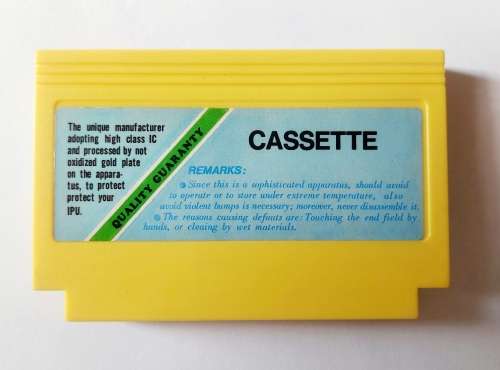 The unique manufacturer
adopting high class IC
and processed by not
oxidized gold plate
on the appara-
tus, to protect
protect your
IPU.
QUALITY GUARANTY
CASSETTE
REMARKS:
Since this is a sophisticated apparatus, should avoid
to operate or to store under extreme temperature, also
avoid violent bumps is necessary; moreover, never disassemble it.
The reasons causing defauts are: Touching the end field by
hands, or cleaing by wet materials.